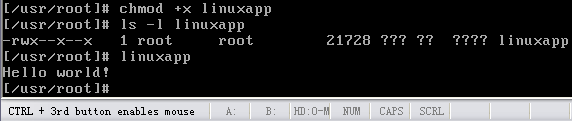 [/usr/root]# chmod +x linuxapp
[/usr/root]# ls -l linuxapp
-rwx--x--x 1 root root 21728 ??? ?? ???? linuxapp
[/usr/root]# linuxapp
Hello world!
[/usr/root]#
CTRL + 3rd button enables mouse A: B: HD:0-M NUM CAPS SCRL